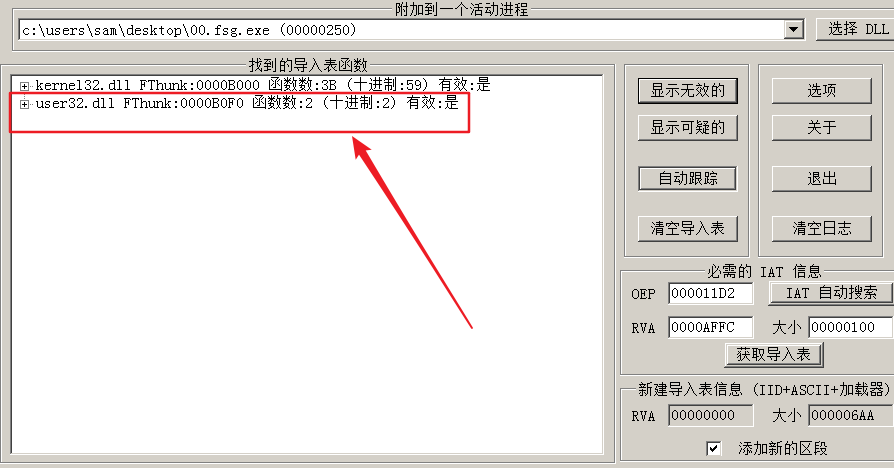 附加到一个活动进程
c:\users\sam\desktop\00.fsg.exe (00000250)
选择 DLL
找到的导入表函数
kernel32.dll FThunk:0000B000 函数数:3B (十进制:59) 有效:是
user32.dll FThunk:0000B0F0 函数数:2 (十进制:2) 有效:是
显示无效的
选项
显示可疑的
关于
自动跟踪
退出
清空导入表
清空日志
必需的 IAT 信息
OEP 000011D2 IAT 自动搜索
RVA 0000AFFC 大小 00000100
获取导入表
新建导入表信息 (IID+ASCII+加载器)
RVA 00000000 大小 000006AA
添加新的区段